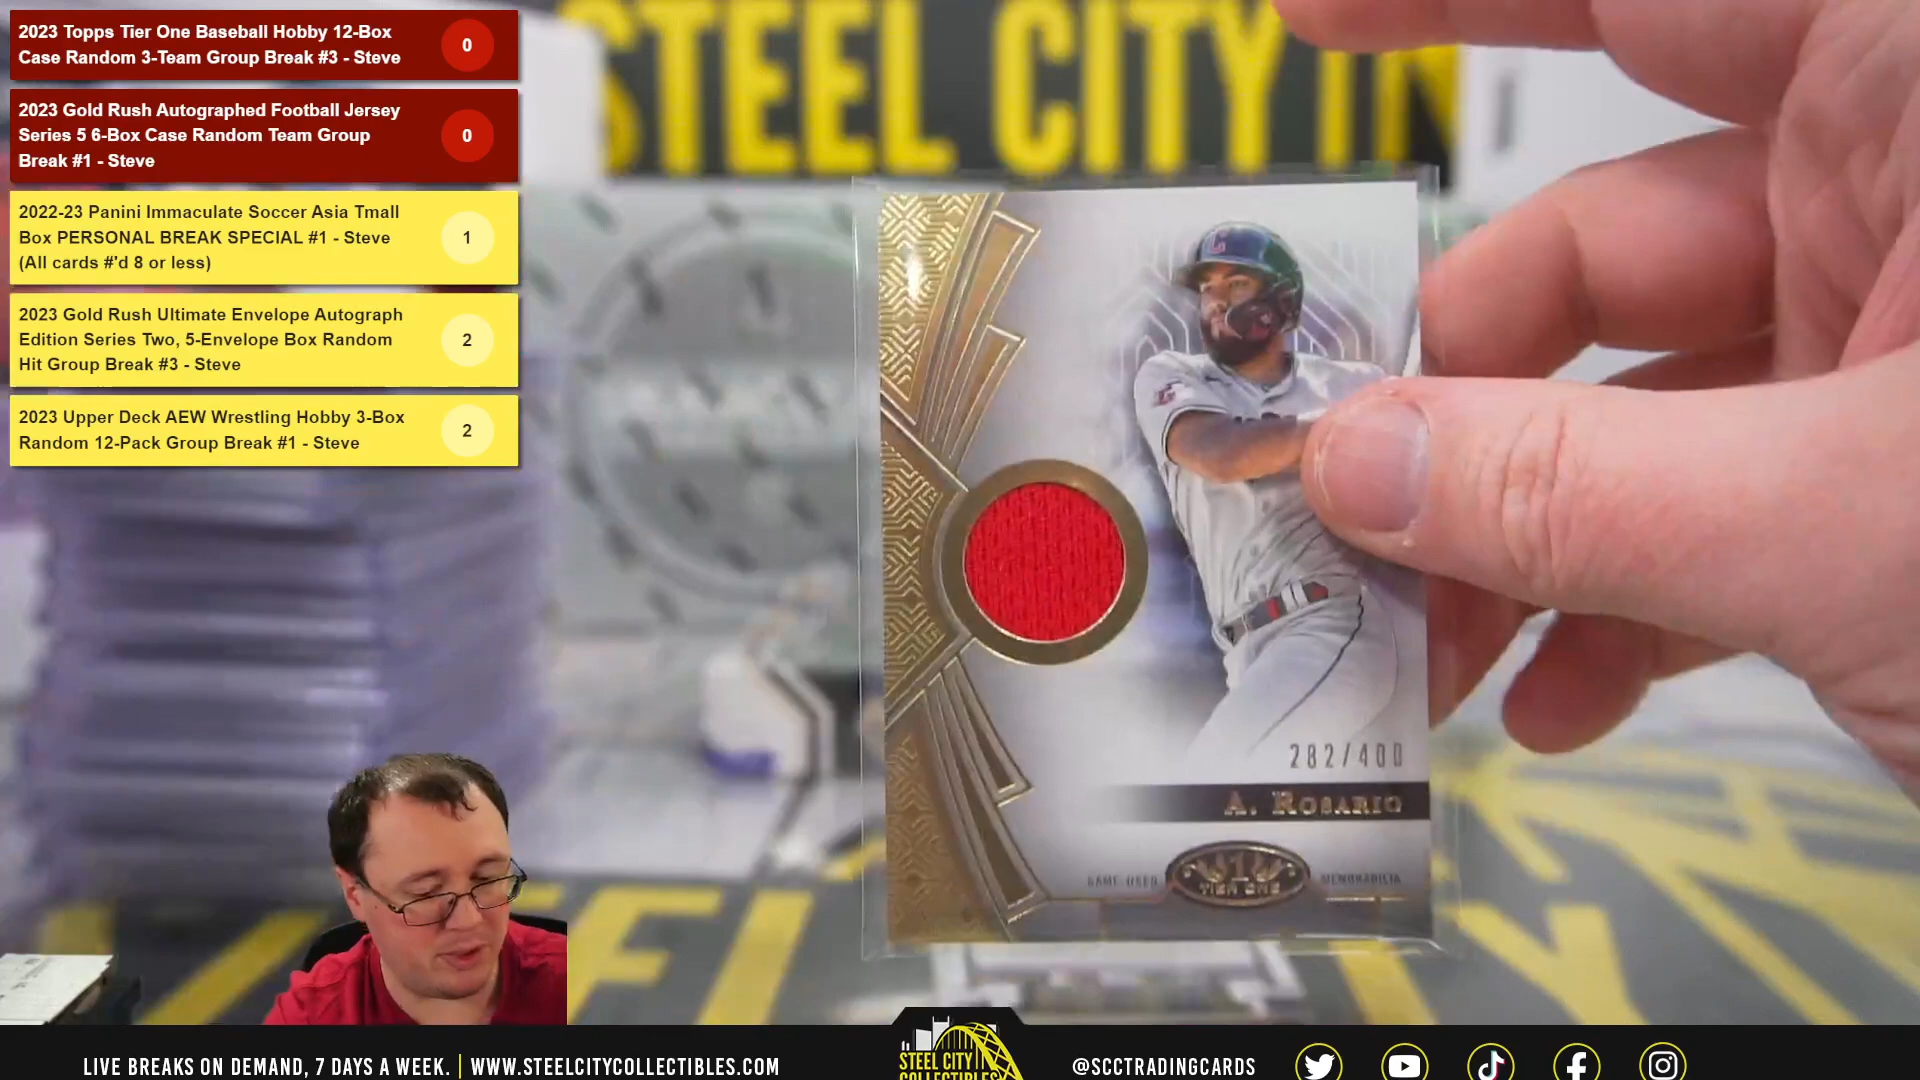 2023 Topps Tier One Baseball Hobby 12-Box
Case Random 3-Team Group Break #3 - Steve
0
2023 Gold Rush Autographed Football Jersey
Series 5 6-Box Case Random Team Group
Break #1 - Steve
0
2022-23 Panini Immaculate Soccer Asia Tmall
Box PERSONAL BREAK SPECIAL #1 - Steve
(All cards #'d 8 or less)
1
2023 Gold Rush Ultimate Envelope Autograph
Edition Series Two, 5-Envelope Box Random
Hit Group Break #3 - Steve
2
2023 Upper Deck AEW Wrestling Hobby 3-Box
Random 12-Pack Group Break #1 - Steve
2
STEEL CITY
C
282/400
A. ROSARIO
GAME USED
1
TIER ONE
MEMORABILIA
LIVE BREAKS ON DEMAND, 7 DAYS A WEEK. | WWW.STEELCITYCOLLECTIBLES.COM
STEEL CITY
COLLECTIBLES
@SCCTRADINGCARDS